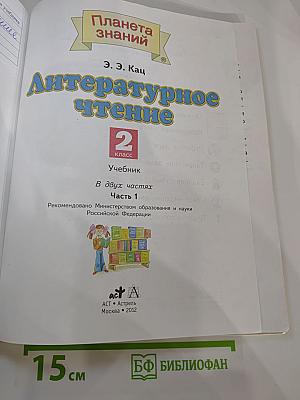 Планета
знаний
®
Э. Э. Кац
Литературное
чтение
2
класс
Учебник
В двух частях
Часть 1
Рекомендовано Министерством образования и науки
Российской Федерации
АСТ • Астрель
Москва • 2012
15 см
БФ БИБЛИОФАН